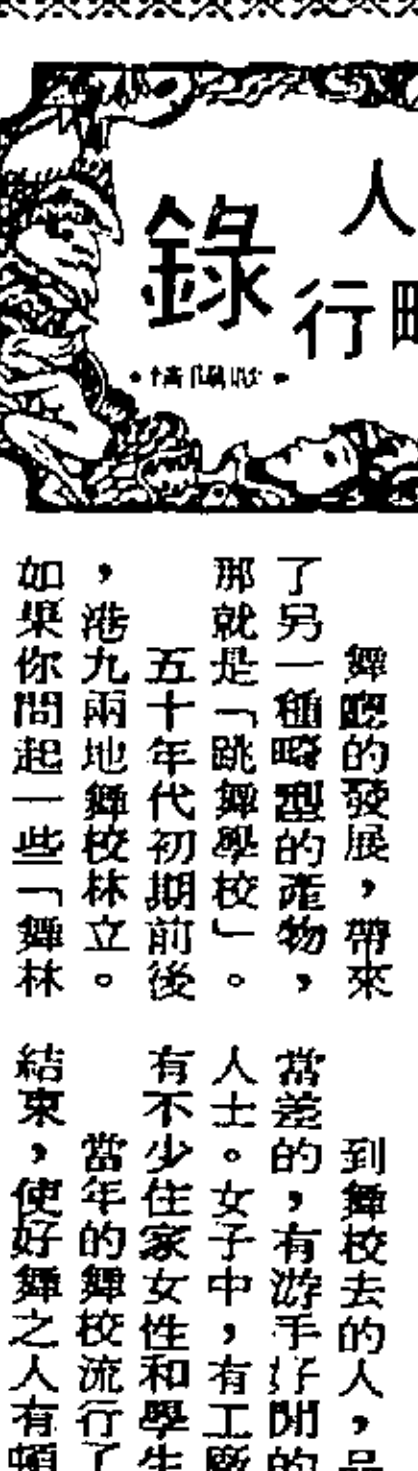 人
行略
錄
舞廳的發展,帶來
了另一種畸型的產物,
那就是「跳舞學校」。
五十年代初期前後
,港九兩地舞校林立。
如果你問起一些「舞林
到舞校去的人,
當差的,有游手好閒的
人士。女子中,有工廠
有不少住家女性和學生
當年的舞校流行了
結束,使好舞之人有頓